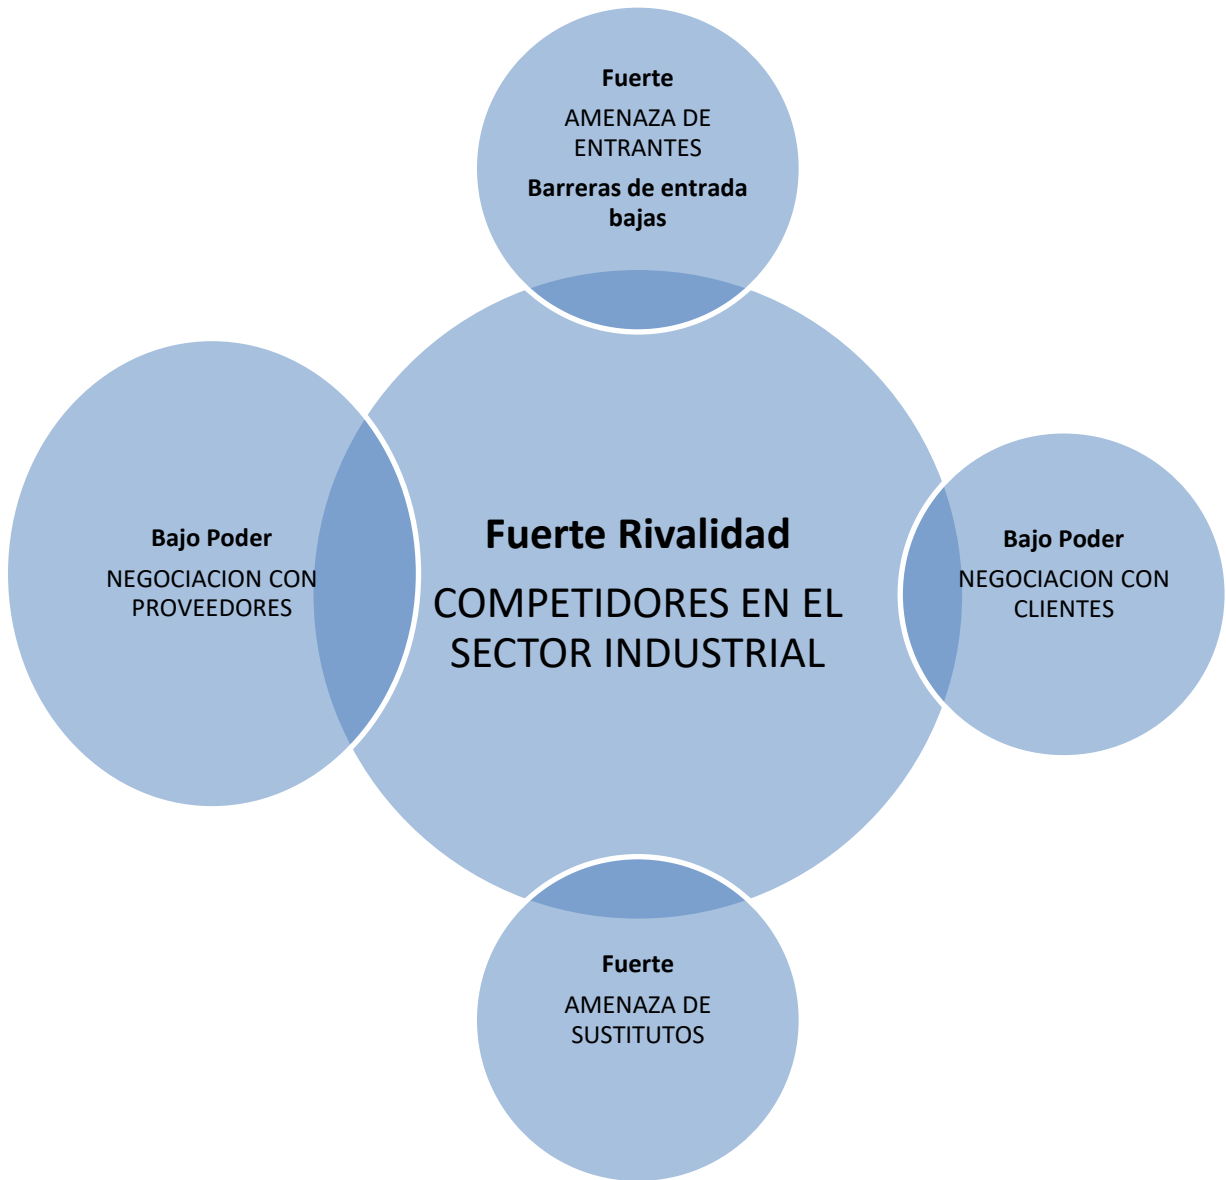 Fuerte
AMENAZA DE
ENTRANTES
Barreras de entrada
bajas
Bajo Poder
NEGOCIACION CON
PROVEEDORES
Fuerte Rivalidad
COMPETIDORES EN EL
SECTOR INDUSTRIAL
Bajo Poder
NEGOCIACION CON
CLIENTES
Fuerte
AMENAZA DE
SUSTITUTOS